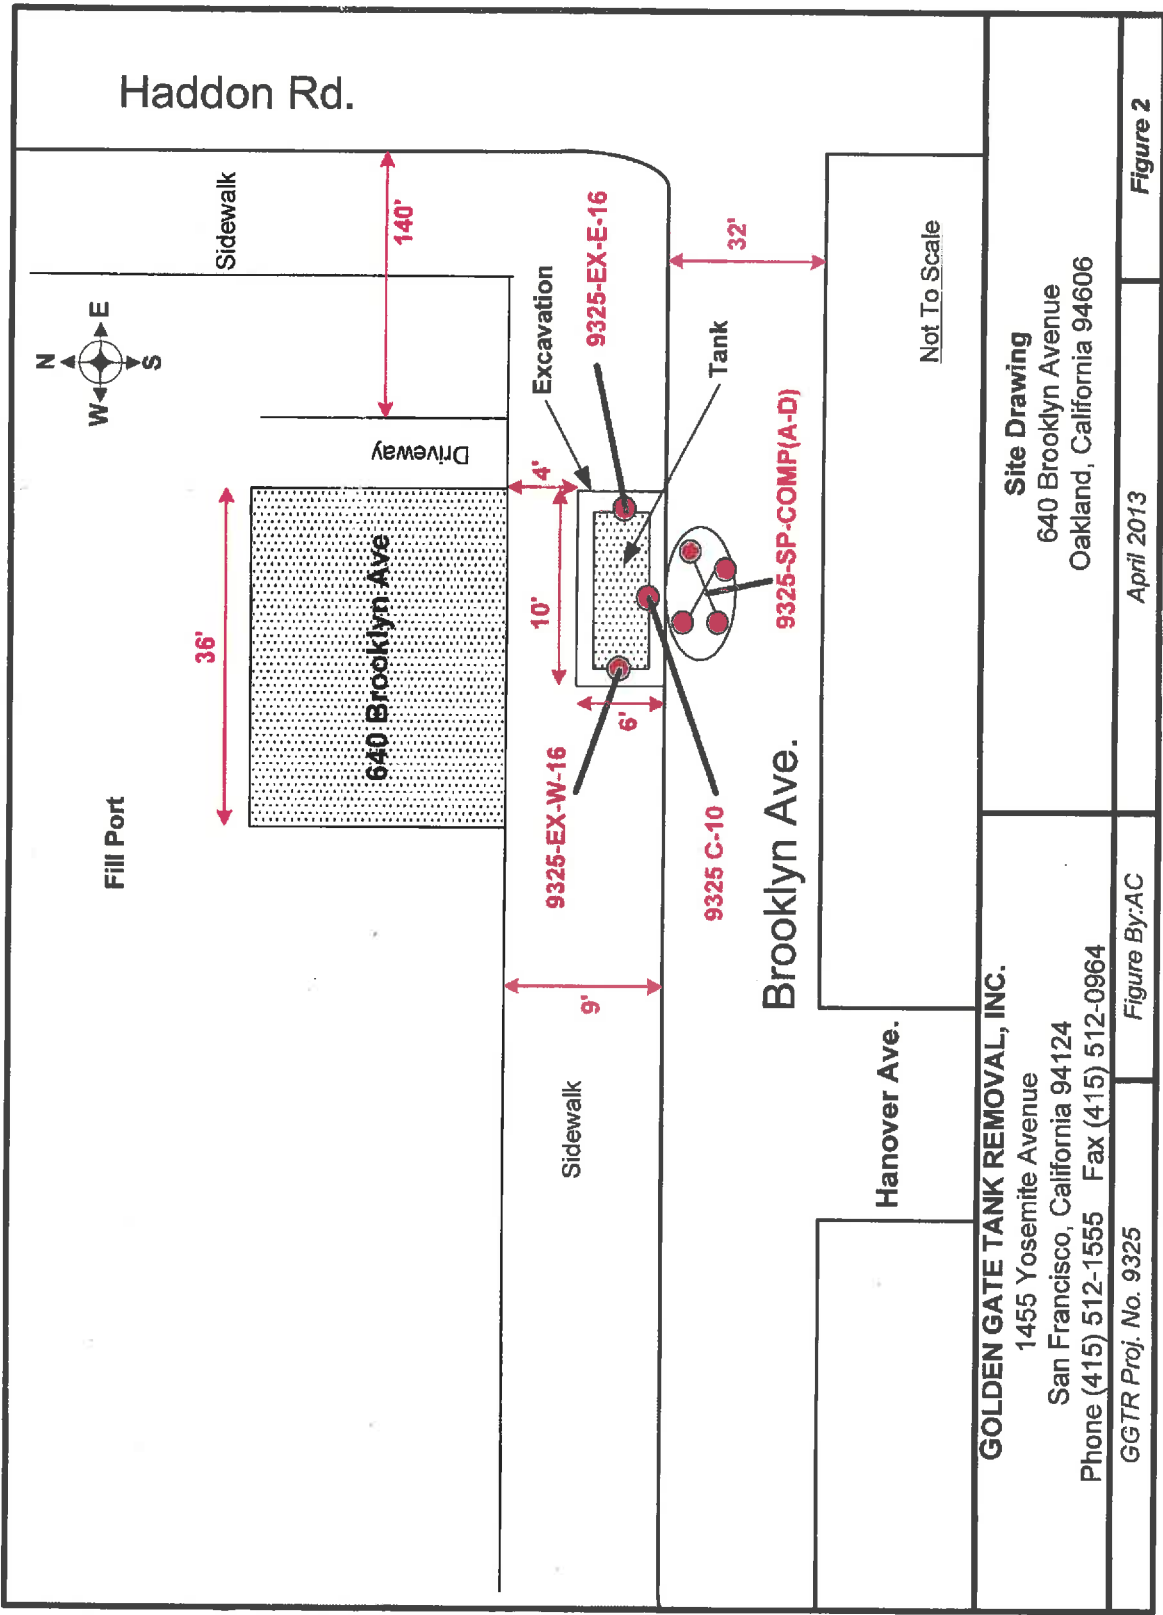 Fill Port
N
W
E
S
Sidewalk
Haddon Rd.
36'
640 Brooklyn Ave
Driveway
140'
4'
10'
6'
Excavation
9325-EX-W-16
9325-EX-E-16
9'
Sidewalk
Tank
9325 C-10
9325-SP-COMP(A-D)
32'
Brooklyn Ave.
Hanover Ave.
Not To Scale
GOLDEN GATE TANK REMOVAL, INC.
1455 Yosemite Avenue
San Francisco, California 94124
Phone (415) 512-1555 Fax (415) 512-0964
Site Drawing
640 Brooklyn Avenue
Oakland, California 94606
GGTR Proj. No. 9325
Figure By:AC
April 2013
Figure 2